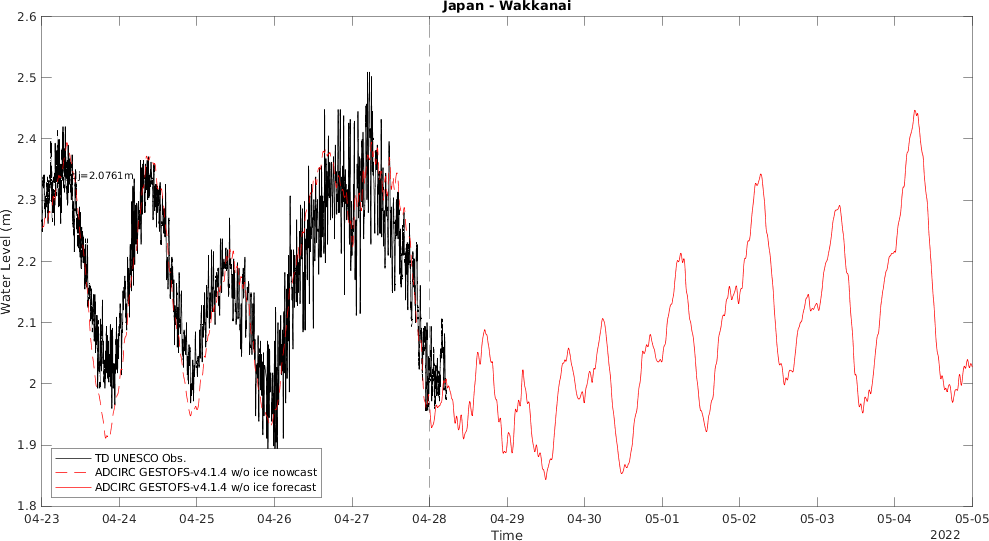 Japan - Wakkanai
2.6
2.5
2.4
2.3
2.2
2.1
2
1.9
1.8
Water Level (m)
j=2.0761m
TD UNESCO Obs.
ADCIRC GESTOFS-v4.1.4 w/o ice nowcast
ADCIRC GESTOFS-v4.1.4 w/o ice forecast
04-23 04-24 04-25 04-26 04-27 04-28 04-29 04-30 05-01 05-02 05-03 05-04 05-05
Time
2022